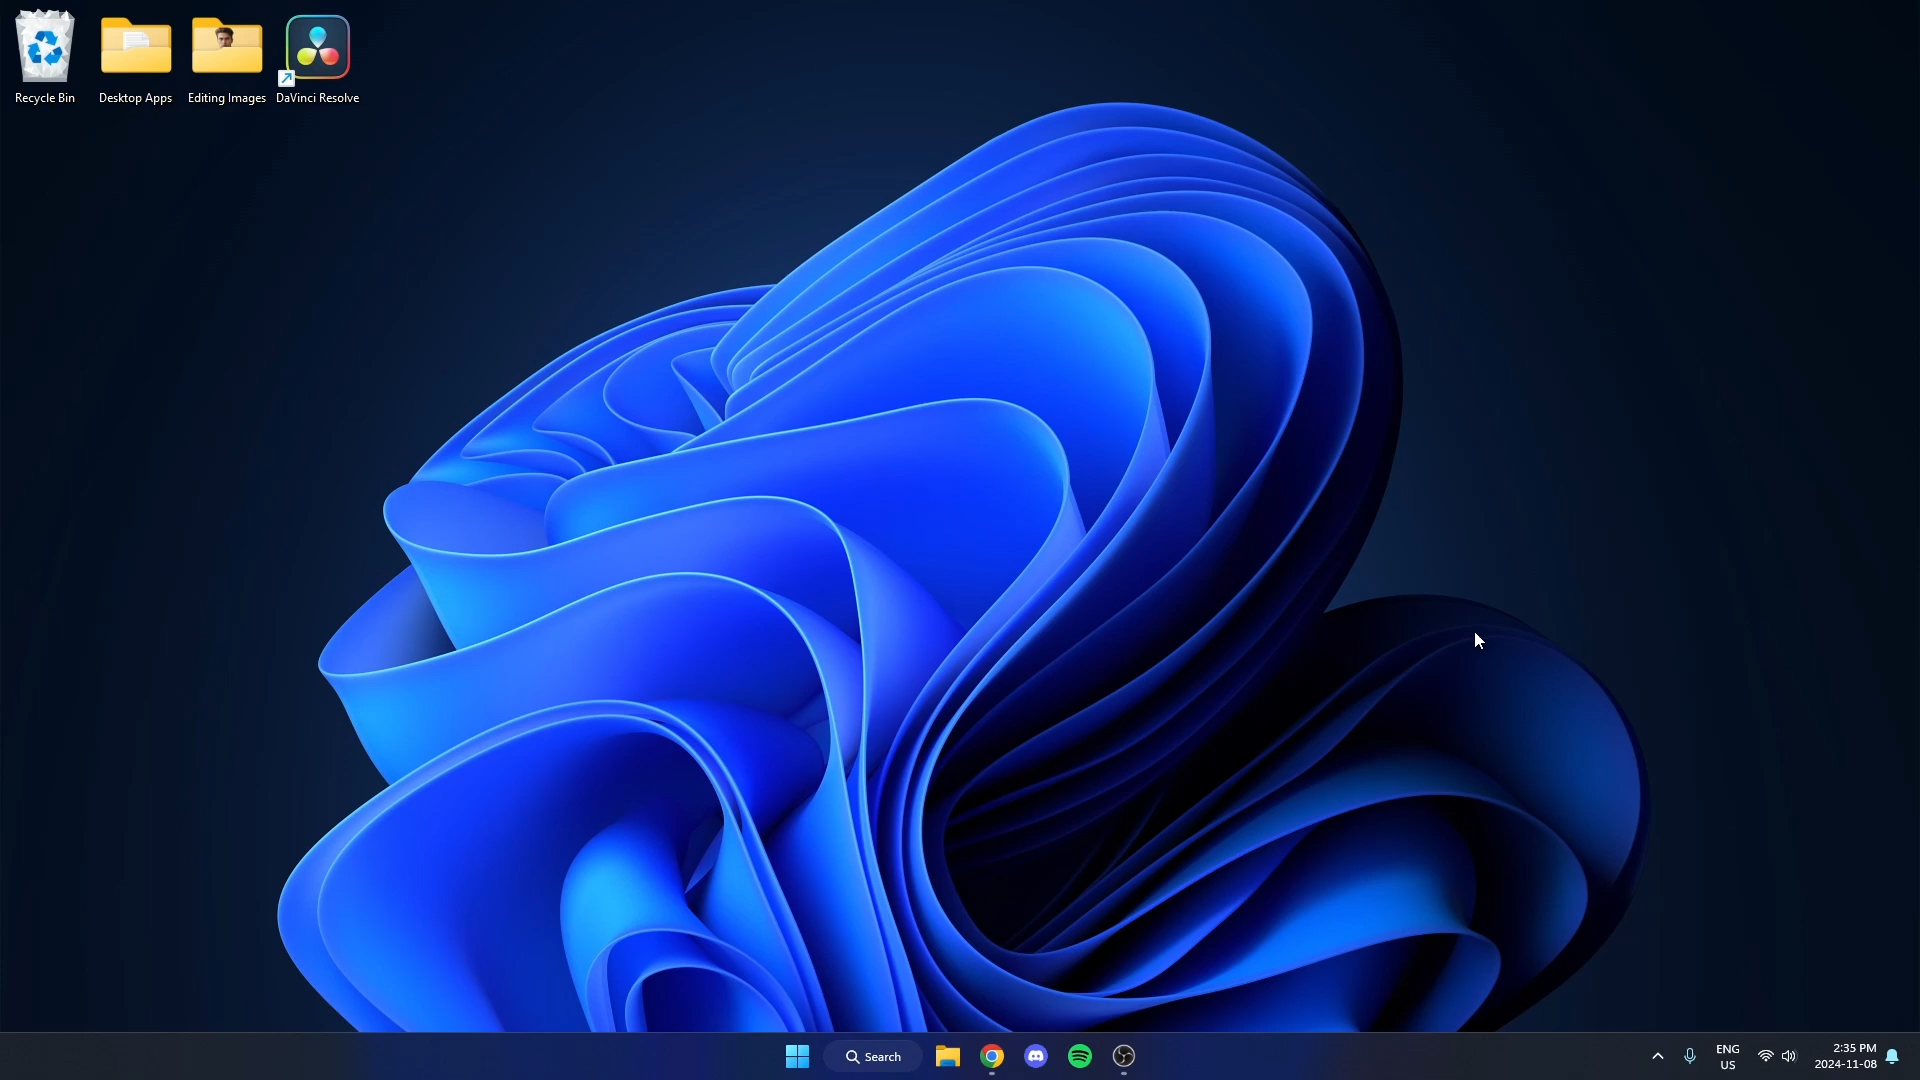 Recycle Bin
Desktop Apps
Editing Images
DaVinci Resolve
Search
ENG
US
2:35 PM
2024-11-08